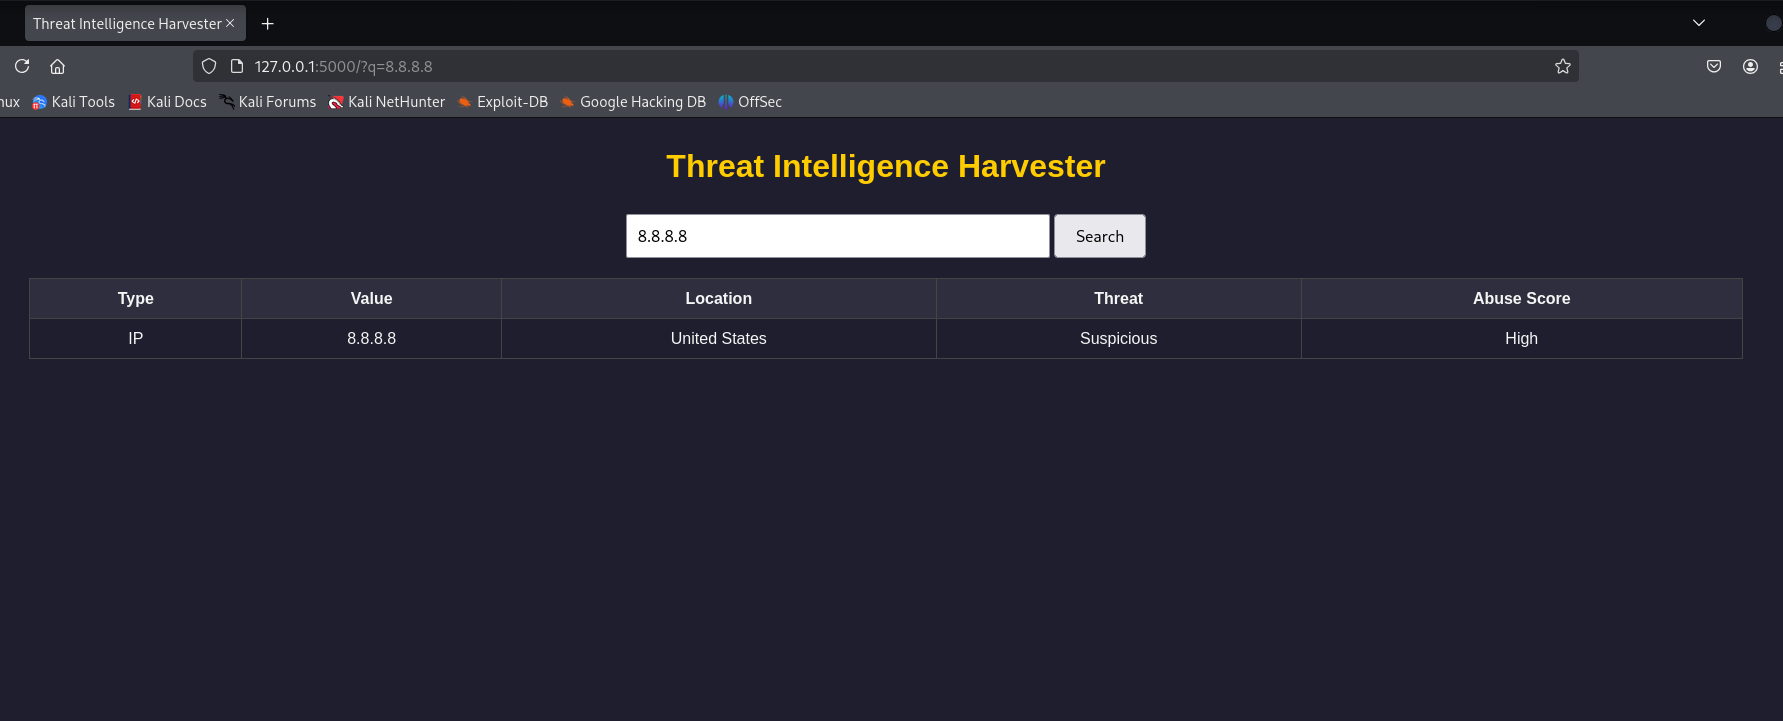 Threat Intelligence Harvester
127.0.0.1:5000/?q=8.8.8.8
Kali Tools Kali Docs Kali Forums Kali NetHunter Exploit-DB Google Hacking DB OffSec
Threat Intelligence Harvester
8.8.8.8 Search
Type Value Location Threat Abuse Score
IP 8.8.8.8 United States Suspicious High